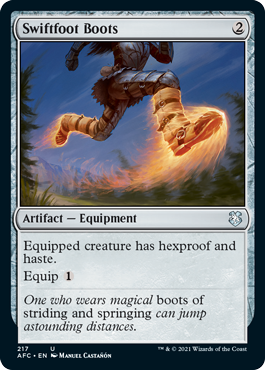 Swiftfoot Boots 2
Artifact — Equipment
Equipped creature has hexproof and
haste.
Equip 1
One who wears magical boots of
striding and springing can jump
astounding distances.
217 U
AFC • EN Manuel Castañón
™ & © 2021 Wizards of the Coast